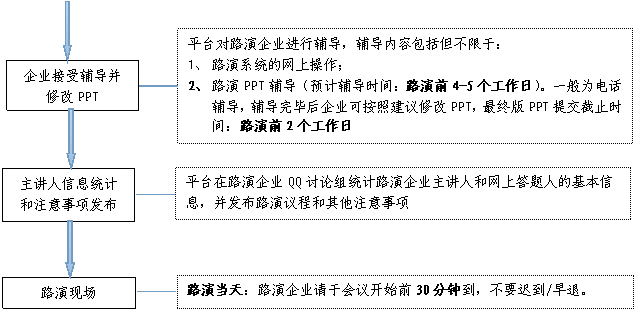 企业接受辅导并
修改 PPT
平台对路演企业进行辅导，辅导内容包括但不限于：
1、 路演系统的网上操作；
2、 路演 PPT 辅导（预计辅导时间：路演前 4-5 个工作日）。一般为电话
辅导，辅导完毕后企业可按照建议修改 PPT，最终版 PPT 提交截止时
间：路演前 2 个工作日
主讲人信息统计
和注意事项发布
平台在路演企业 QQ 讨论组统计路演企业主讲人和网上答题人的基本信
息，并发布路演议程和其他注意事项
路演现场
路演当天：路演企业请于会议开始前 30 分钟到，不要迟到/早退。